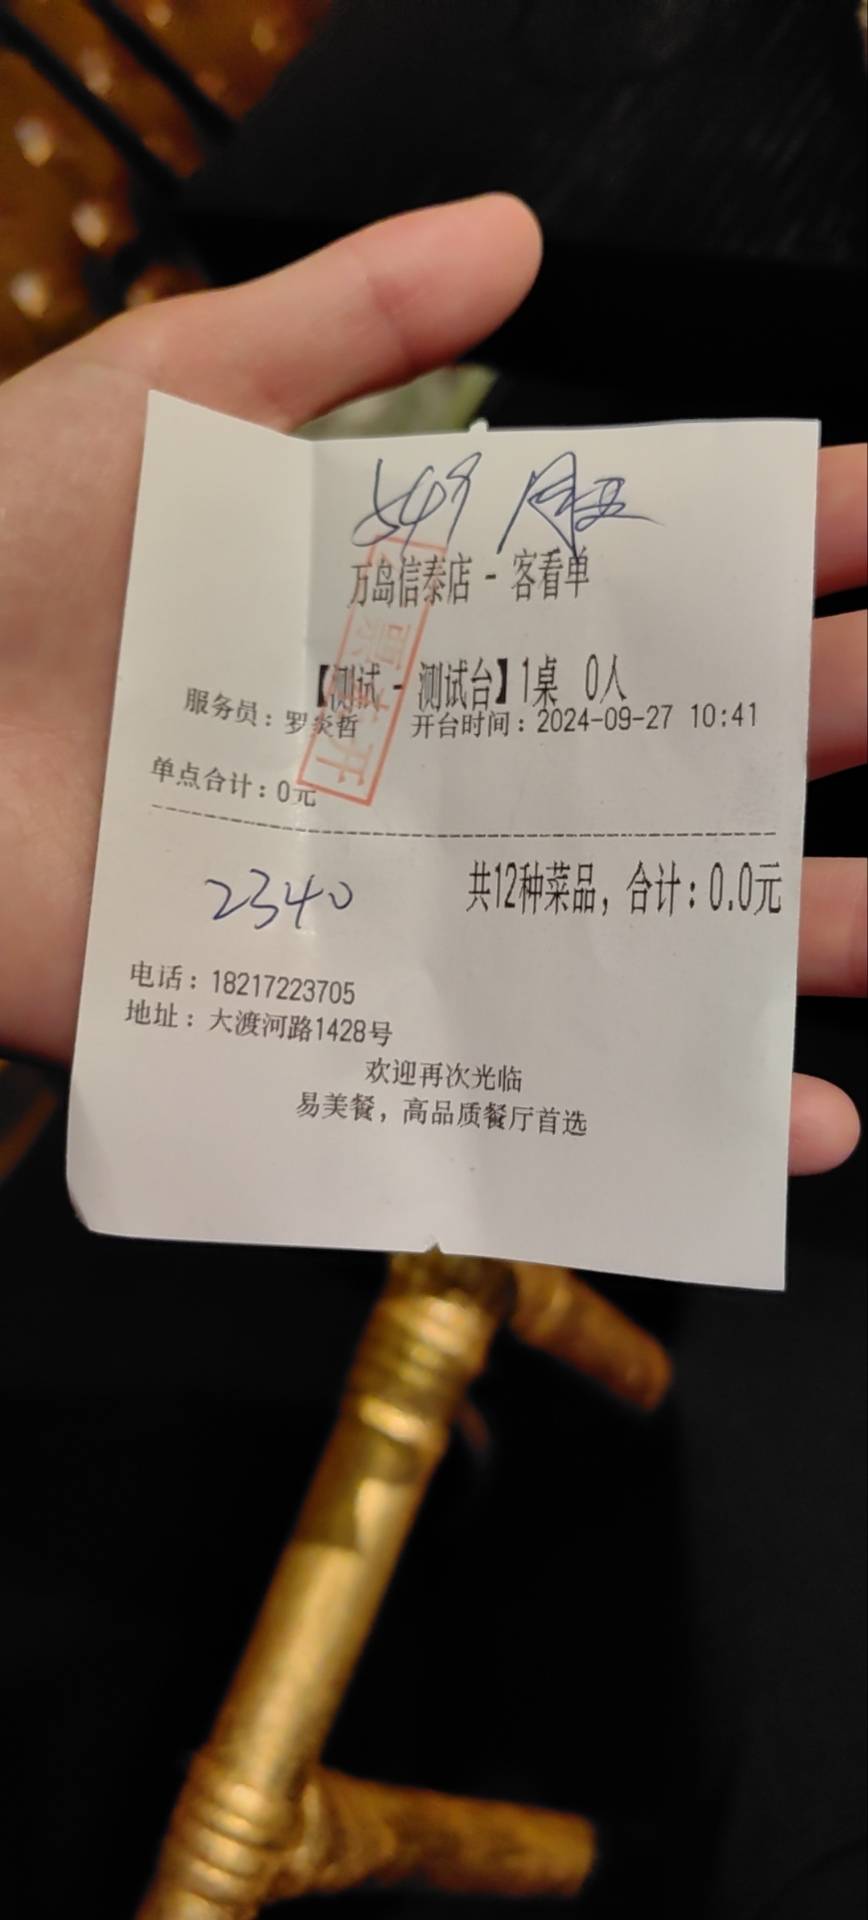 549
万岛信泰店 - 客看单
【测试 - 测试台】1桌 0人
服务员：罗炎哲 开台时间：2024-09-27 10:41
单点合计：0元
共12种菜品，合计：0.0元
2340
电话：18217223705
地址：大渡河路1428号
欢迎再次光临
易美餐，高品质餐厅首选